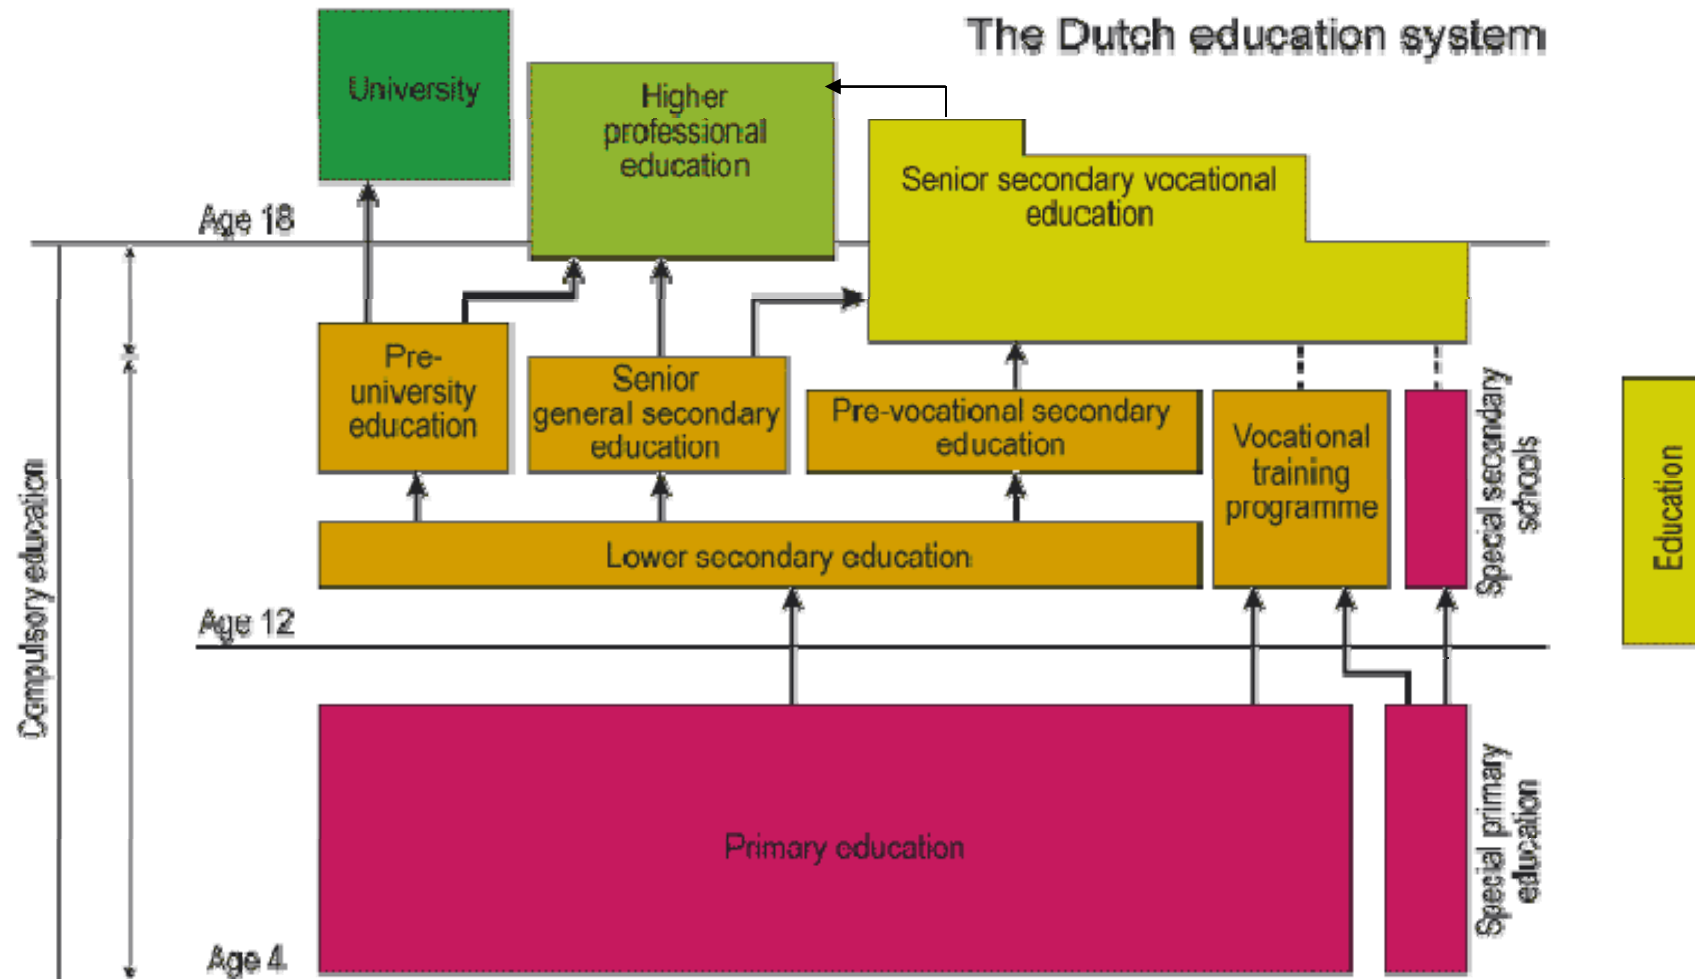 The Dutch education system
University
Higher
professional
education
Senior secondary vocational
education
Age 18
Pre-
university
education
Senior
general secondary
education
Pre-vocational secondary
education
Vocational
training
programme
Special secondary
schools
Lower secondary education
Education
Compulsory education
Age 12
Primary education
Special primary
education
Age 4